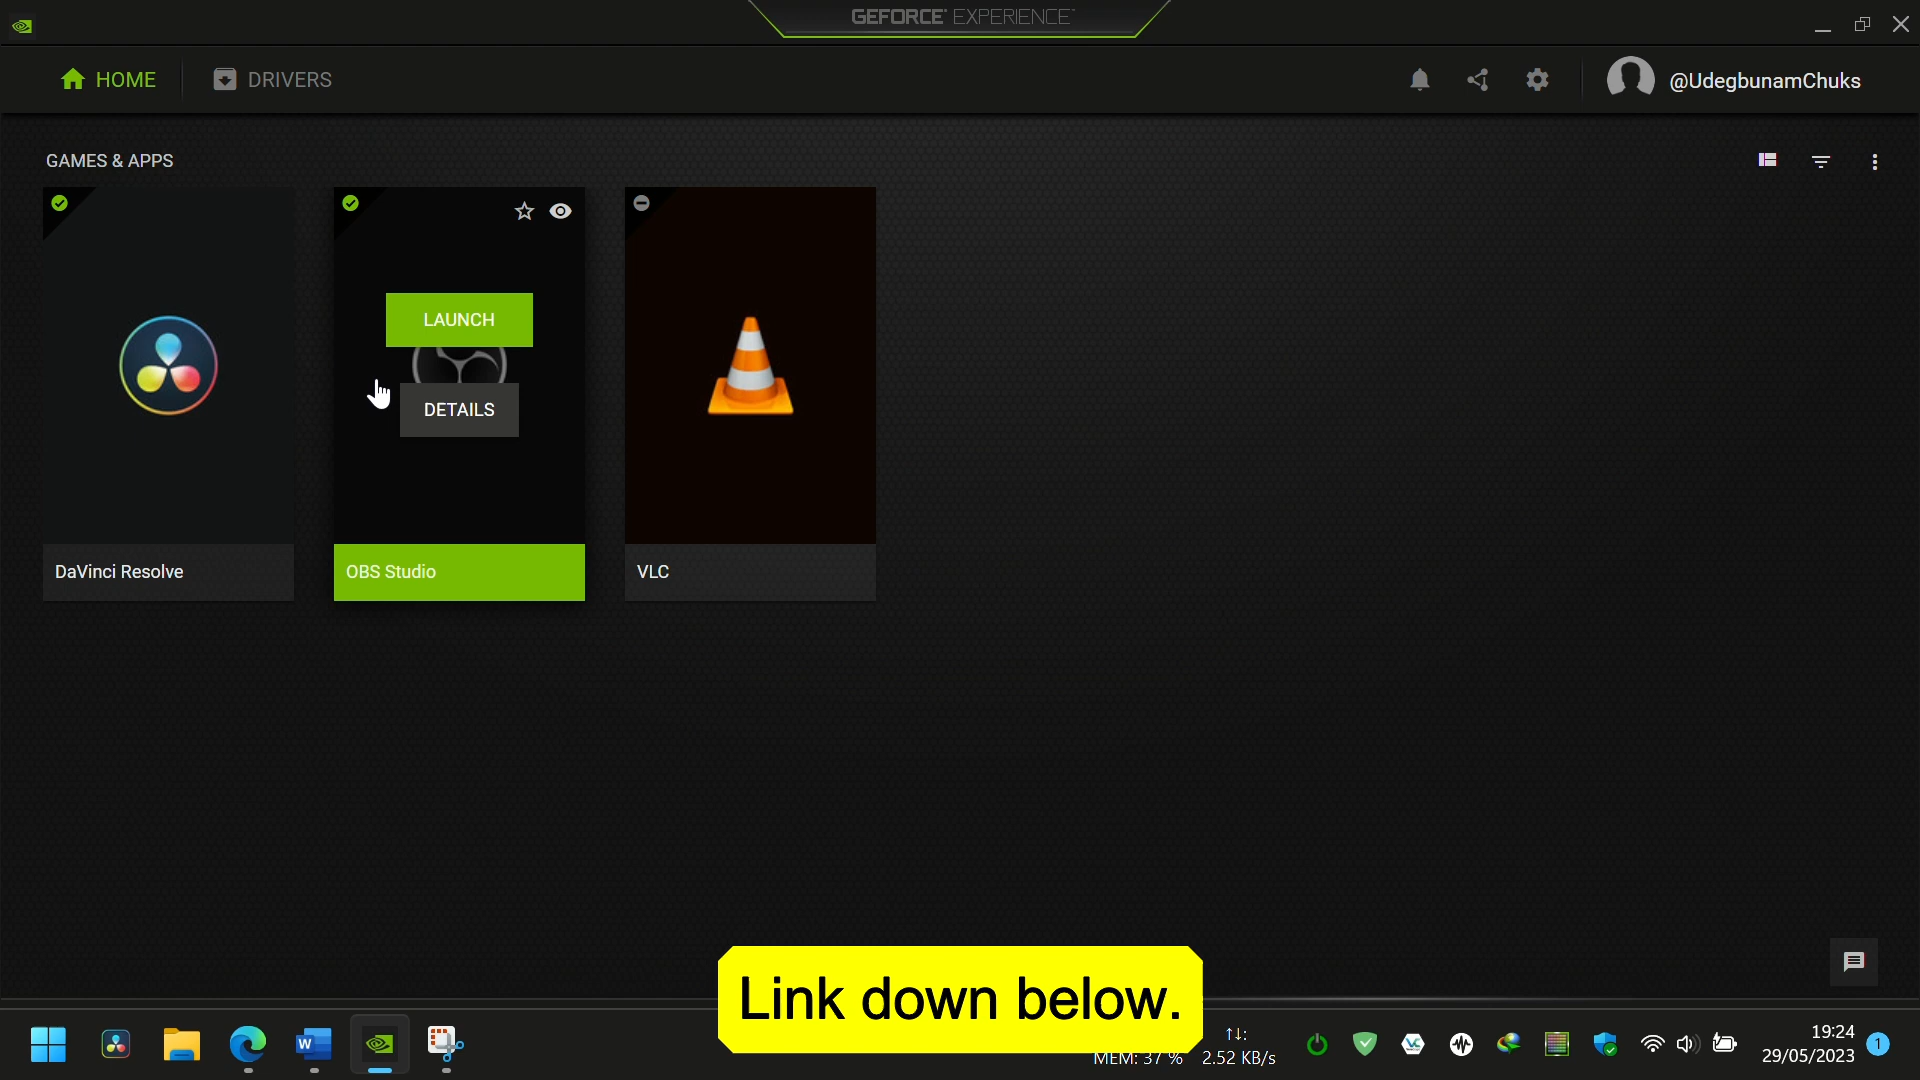 GEFORCE EXPERIENCE
HOME
DRIVERS
@UdegbunamChuks
GAMES & APPS
LAUNCH
DETAILS
DaVinci Resolve
OBS Studio
VLC
Link down below.
MEM: 37 %
2.52 KB/s
19:24
29/05/2023
1